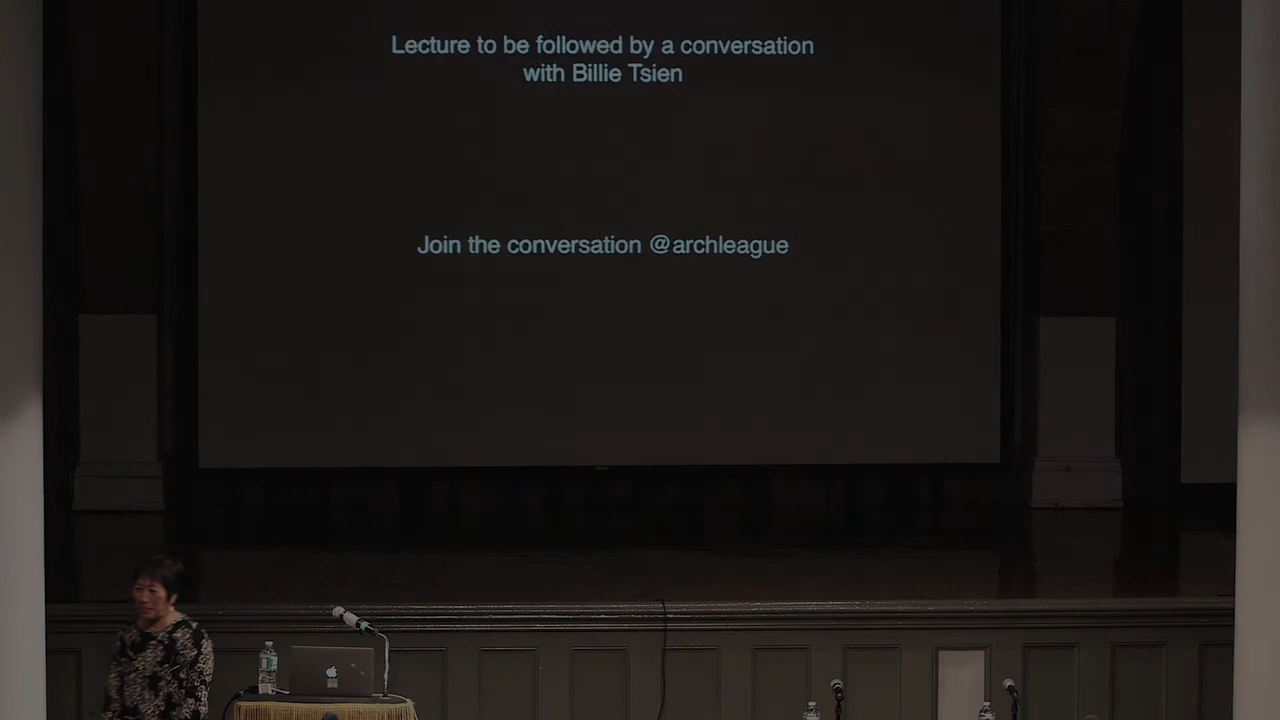 Lecture to be followed by a conversation
with Billie Tsien
Join the conversation @archleague